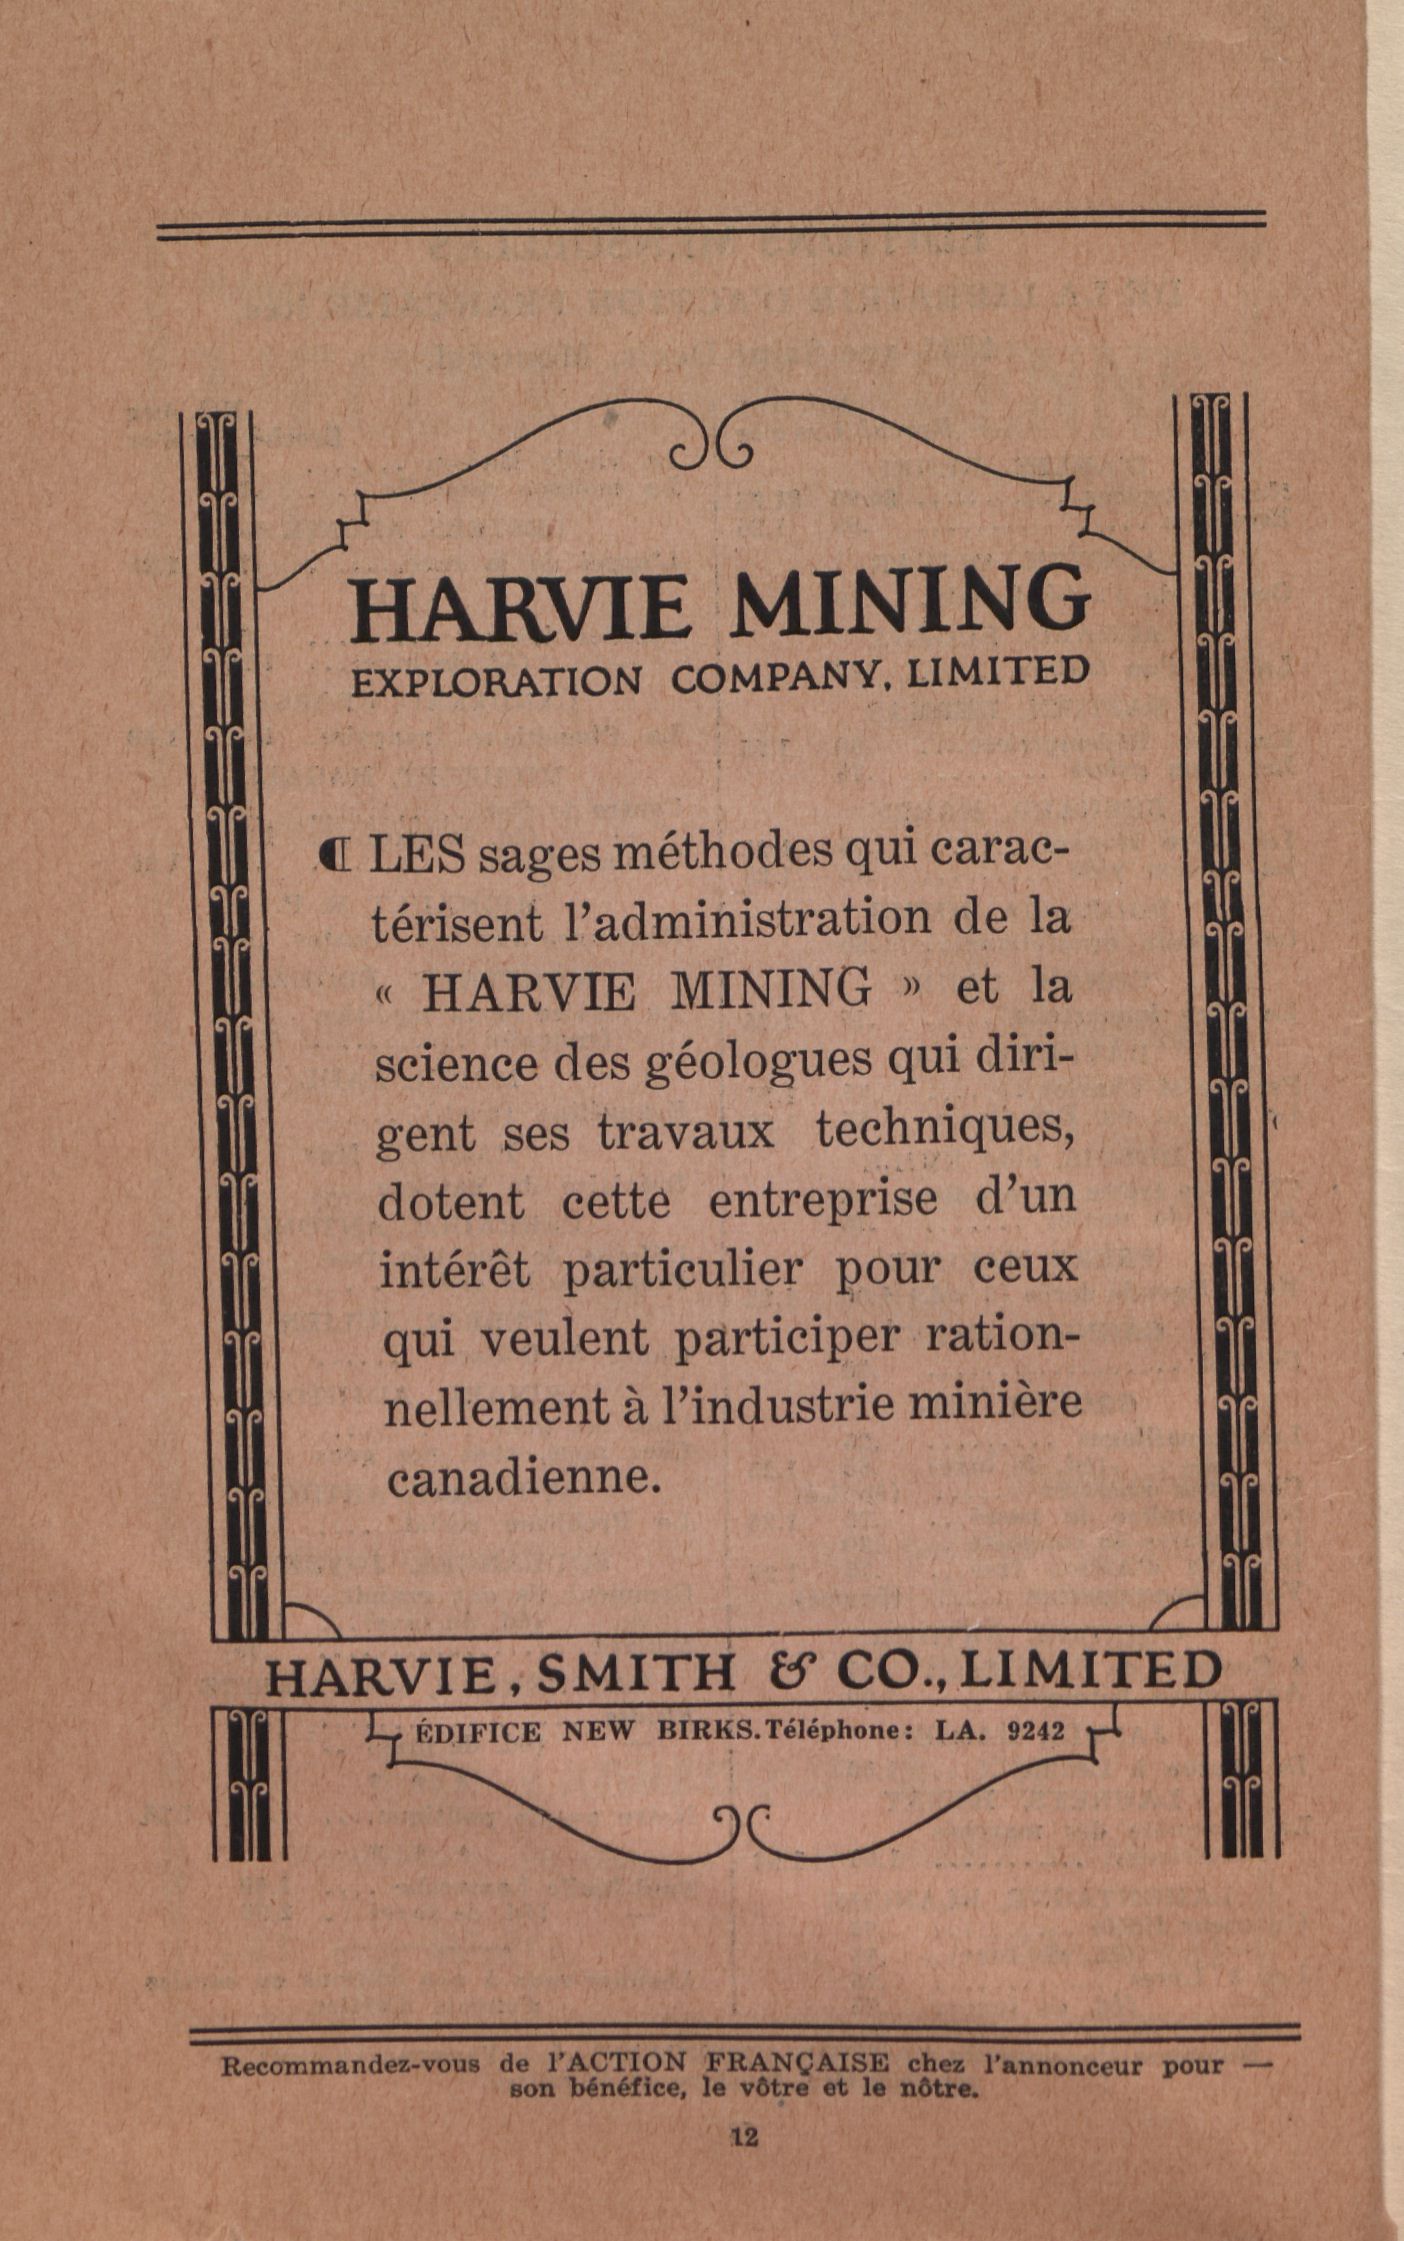 HARVIE MINING
EXPLORATION COMPANY, LIMITED
¶ LES sages méthodes qui carac-
térisent l'administration de la
« HARVIE MINING » et la
science des géologues qui diri-
gent ses travaux techniques,
dotent cette entreprise d'un
intérêt particulier pour ceux
qui veulent participer ration-
nellement à l'industrie minière
canadienne.
HARVIE, SMITH & CO., LIMITED
ÉDIFICE NEW BIRKS. Téléphone: LA. 9242
Recommandez-vous de l'ACTION FRANÇAISE chez l'annonceur pour —
son bénéfice, le vôtre et le nôtre.
12